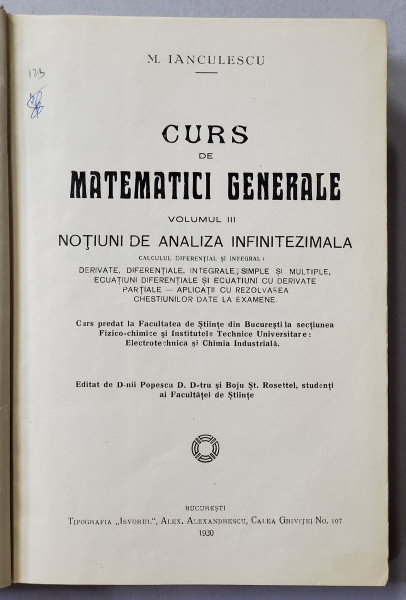 123
M. IANCULESCU
CURS
DE
MATEMATICI GENERALE
VOLUMUL III
NOȚIUNI DE ANALIZA INFINITEZIMALA
CALCULUL DIFERENȚIAL ȘI INTEGRAL:
DERIVATE, DIFERENȚIALE, INTEGRALE, SIMPLE ȘI MULTIPLE,
ECUAȚIUNI DIFERENȚIALE ȘI ECUATIUNI CU DERIVATE
PARȚIALE — APLICAȚII CU REZOLVAREA
CHESTIUNILOR DATE LA EXAMENE.
Curs predat la Facultatea de Științe din București la secțiunea
Fizico-chimice și Institutele Technice Universitare:
Electrotechnica și Chimia Industrială.
Editat de D-nii Popescu D. D-tru și Boju Șt. Rosettel, studenți
ai Facultăței de Științe
BUCUREȘTI
TIPOGRAFIA „ISVORUL", ALEX. ALEXANDRESCU, CALEA GRIVIȚEI No. 107
1930